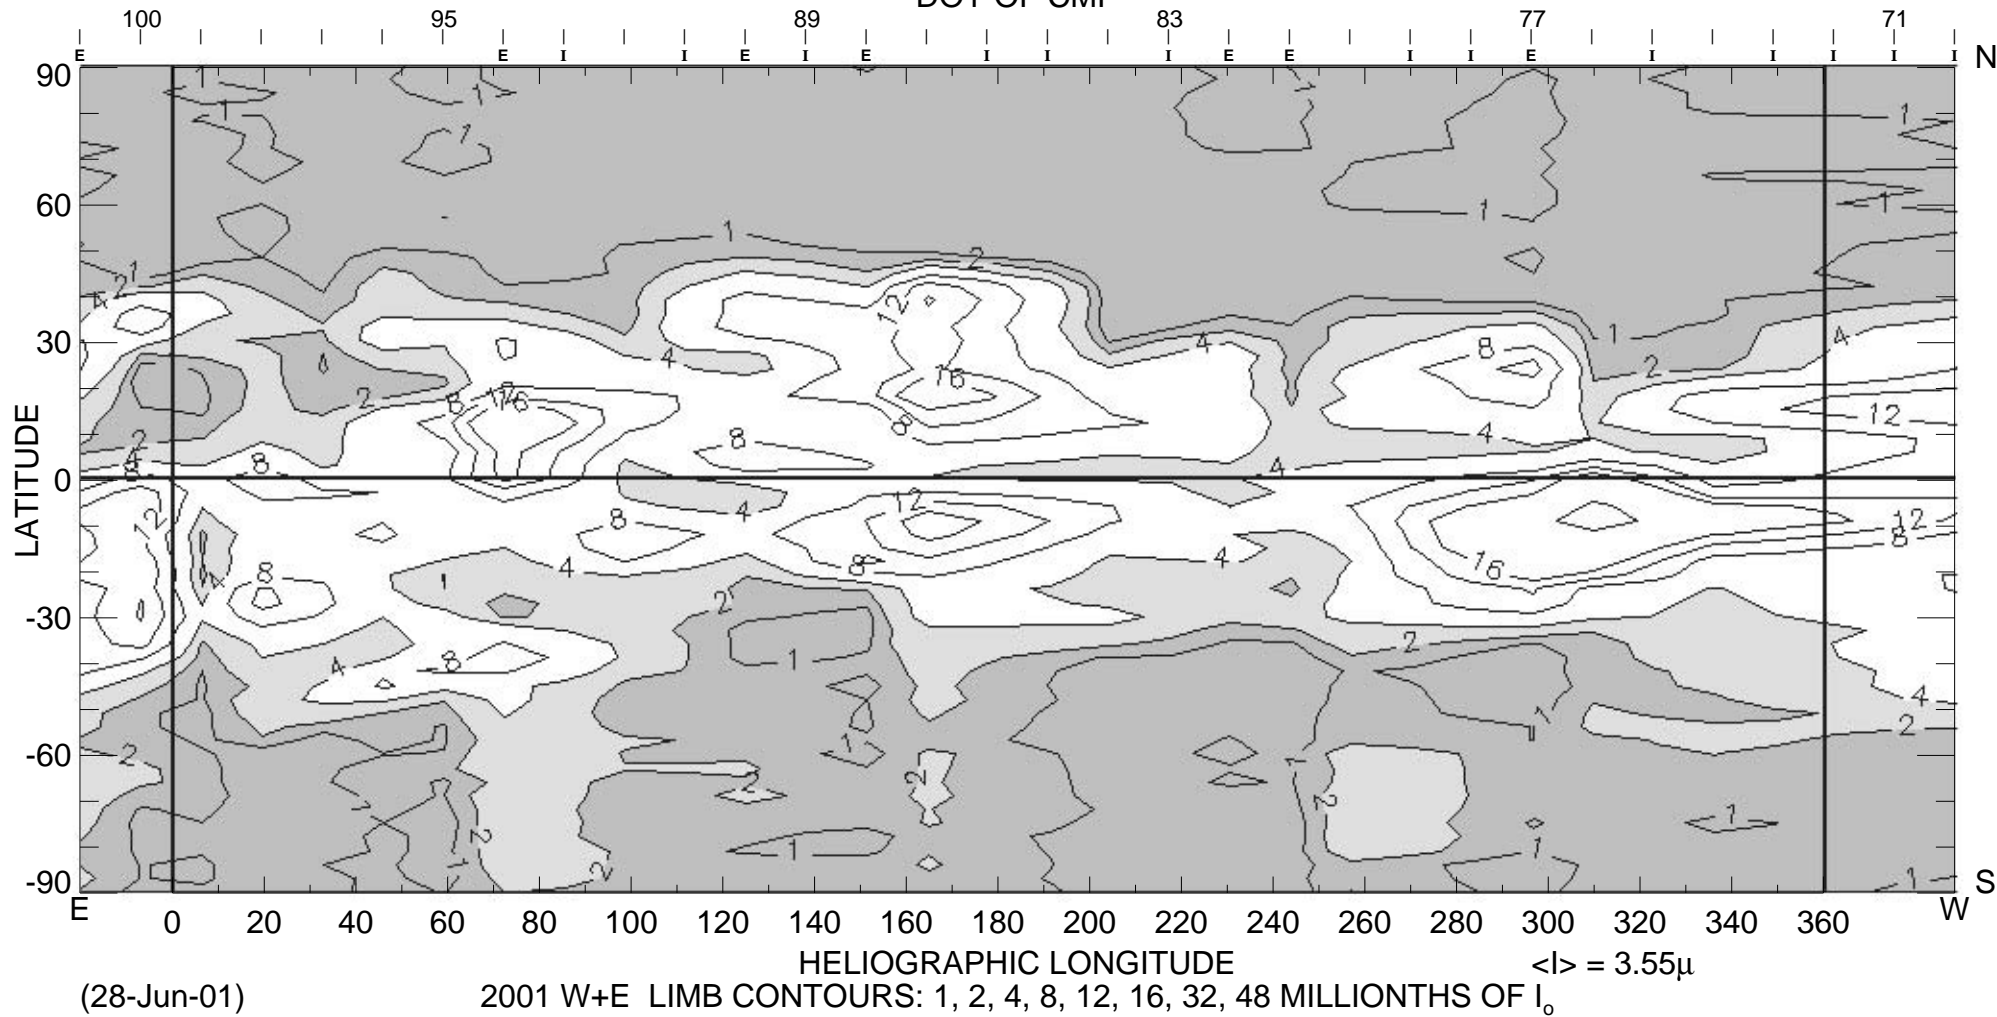 DOY OF CMP
100 95 89 83 77 71
E E I I E I E I I I E E I I E I I I I I
N
90
60
30
0
-30
-60
-90
LATITUDE
S
E W
0 20 40 60 80 100 120 140 160 180 200 220 240 260 280 300 320 340 360
HELIOGRAPHIC LONGITUDE <I> = 3.55μ
(28-Jun-01) 2001 W+E LIMB CONTOURS: 1, 2, 4, 8, 12, 16, 32, 48 MILLIONTHS OF Io